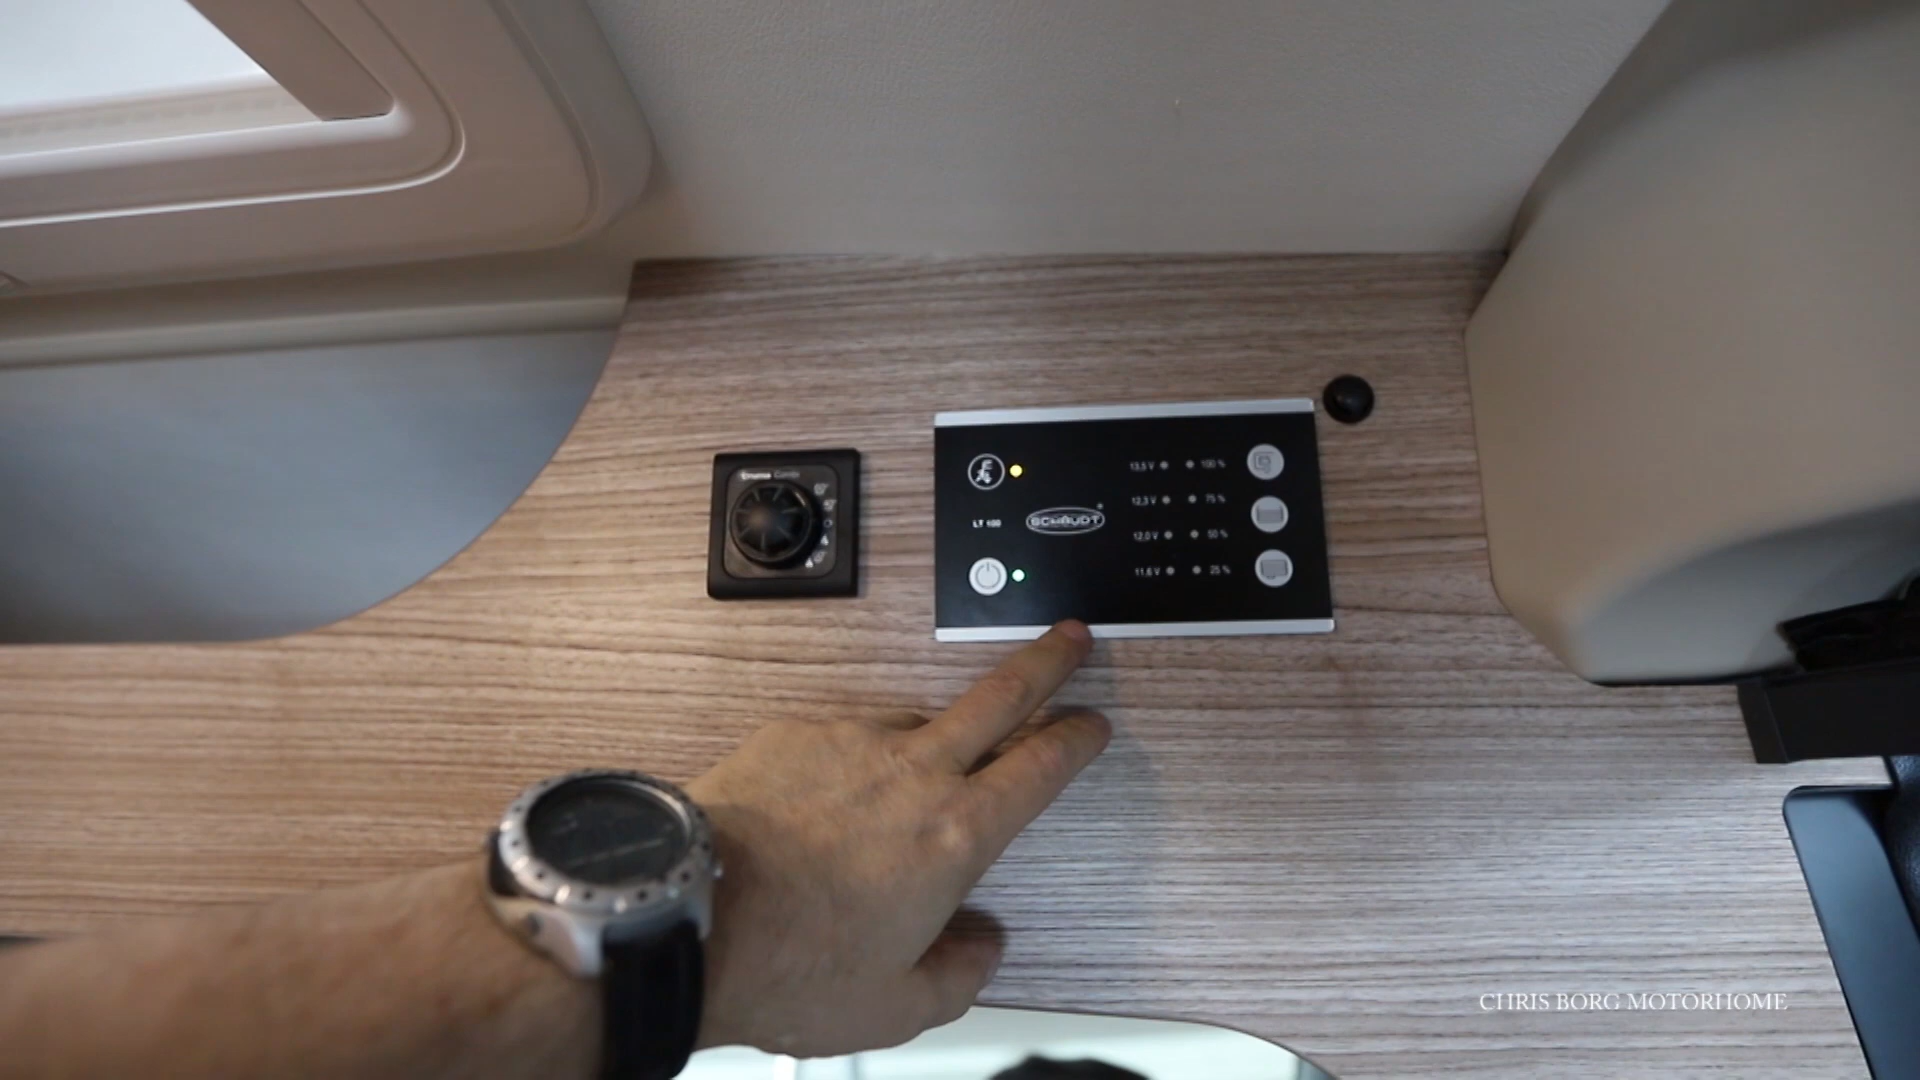 Truma Combi
13,5 V 100 %
12,3 V 75 %
LT 100 SCHAUDT
12,0 V 50 %
11,6 V 25 %
CHRIS BORG MOTORHOME